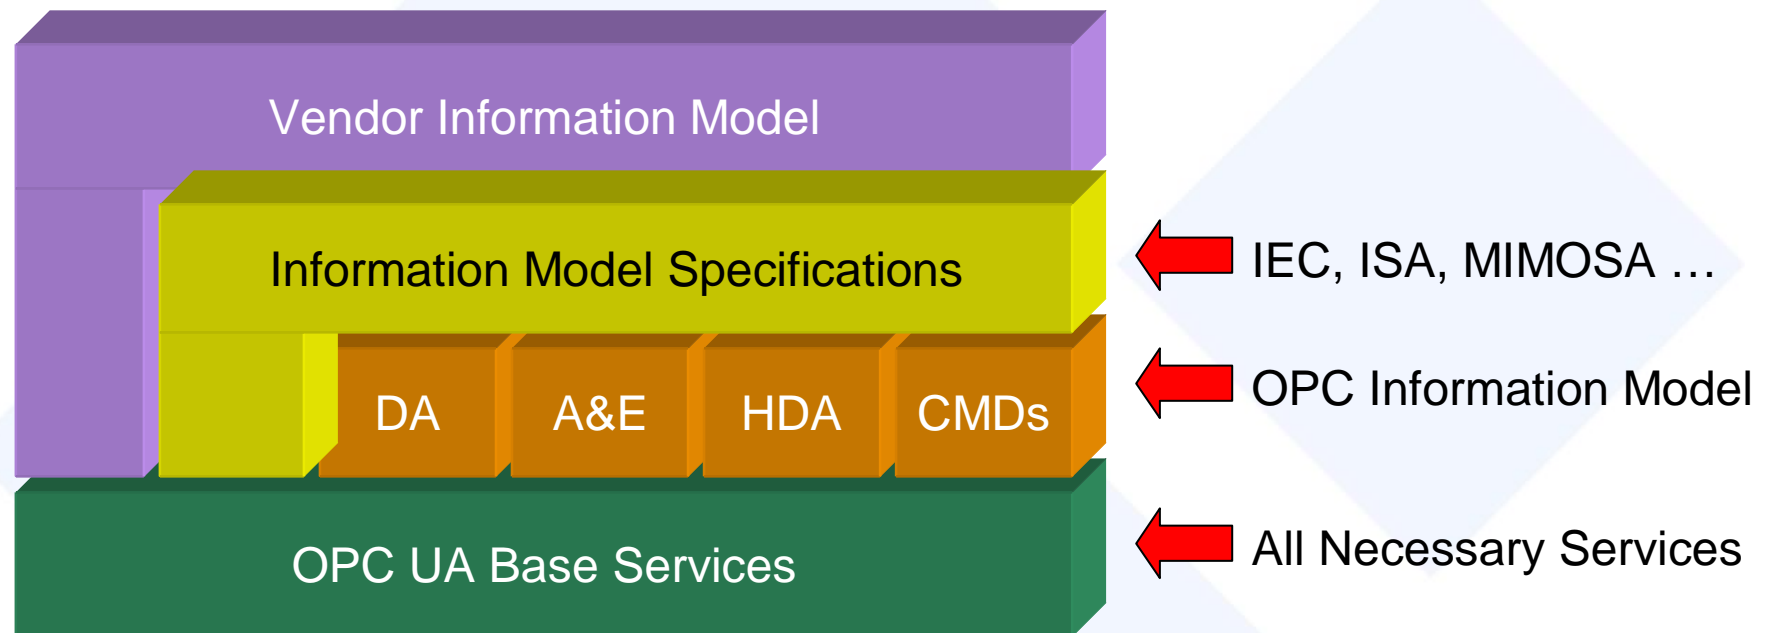 Vendor Information Model
Information Model Specifications
IEC, ISA, MIMOSA …
DA
A&E
HDA
CMDs
OPC Information Model
OPC UA Base Services
All Necessary Services